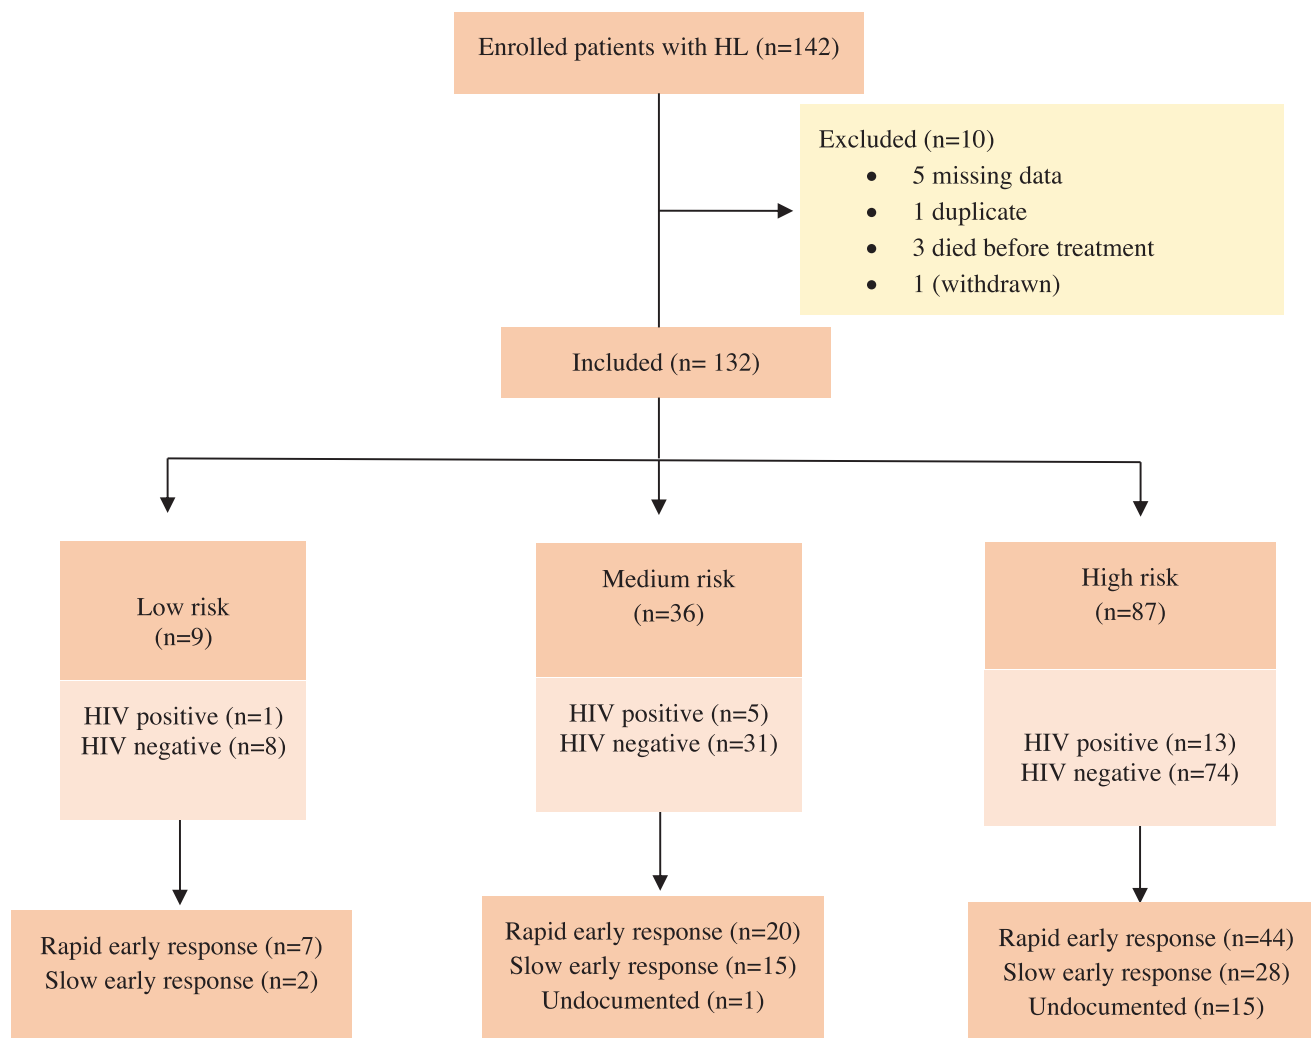 Enrolled patients with HL (n=142)
Excluded (n=10)
• 5 missing data
• 1 duplicate
• 3 died before treatment
• 1 (withdrawn)
Included (n= 132)
Low risk
(n=9)
HIV positive (n=1)
HIV negative (n=8)
Rapid early response (n=7)
Slow early response (n=2)
Medium risk
(n=36)
HIV positive (n=5)
HIV negative (n=31)
Rapid early response (n=20)
Slow early response (n=15)
Undocumented (n=1)
High risk
(n=87)
HIV positive (n=13)
HIV negative (n=74)
Rapid early response (n=44)
Slow early response (n=28)
Undocumented (n=15)